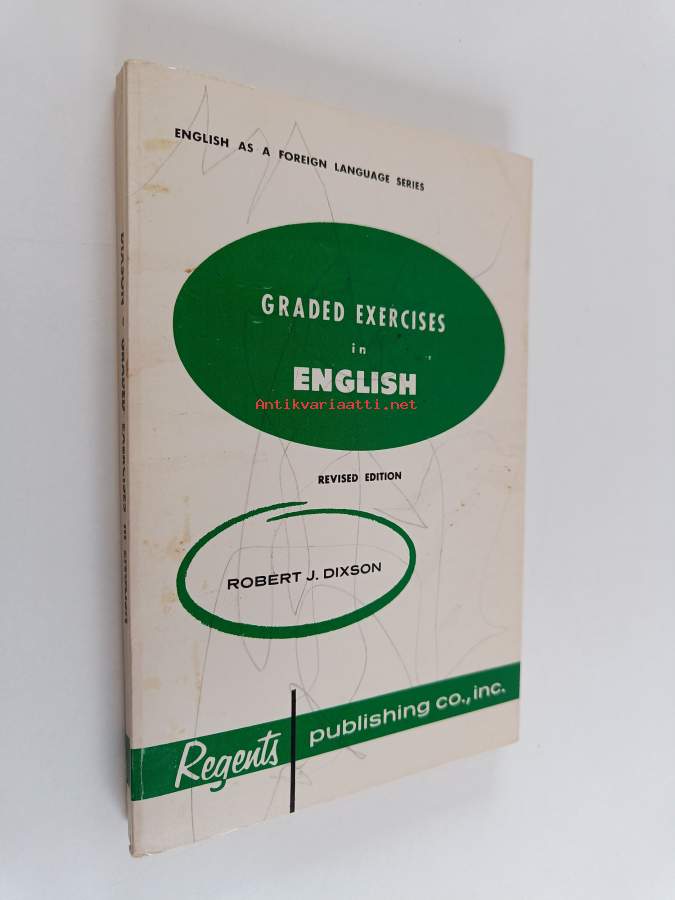 ENGLISH AS A FOREIGN LANGUAGE SERIES
GRADED EXERCISES
in
ENGLISH
Antikvariaatti.net
REVISED EDITION
ROBERT J. DIXSON
Regents publishing co., inc.
DIXSON - GRADED EXERCISES IN ENGLISH